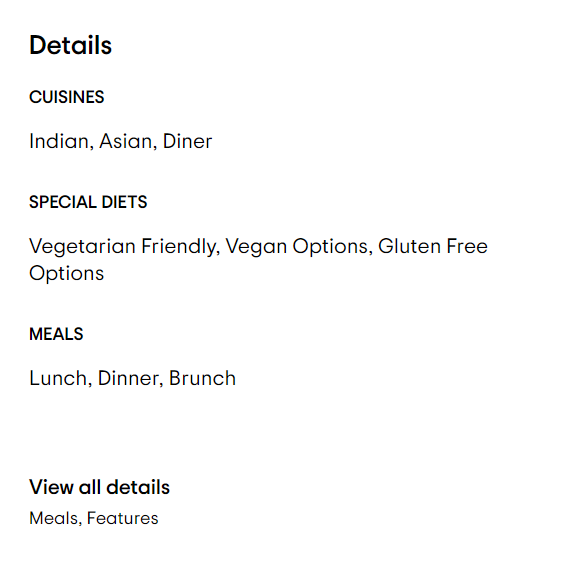 Details
CUISINES
Indian, Asian, Diner
SPECIAL DIETS
Vegetarian Friendly, Vegan Options, Gluten Free
Options
MEALS
Lunch, Dinner, Brunch
View all details
Meals, Features